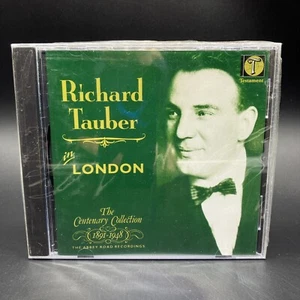 Richard
Tauber
in
LONDON
The
Centenary Collection
1891-1948
THE ABBEY ROAD RECORDINGS
T
Testament